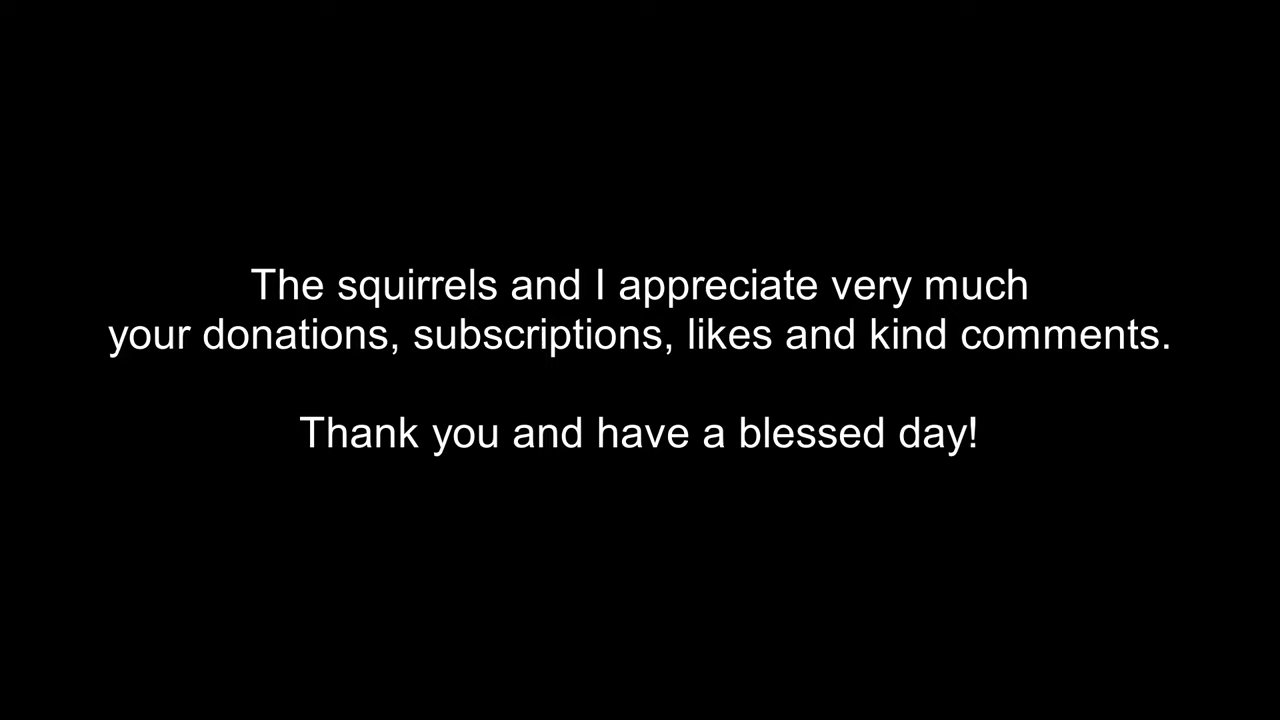 The squirrels and I appreciate very much
your donations, subscriptions, likes and kind comments.
Thank you and have a blessed day!